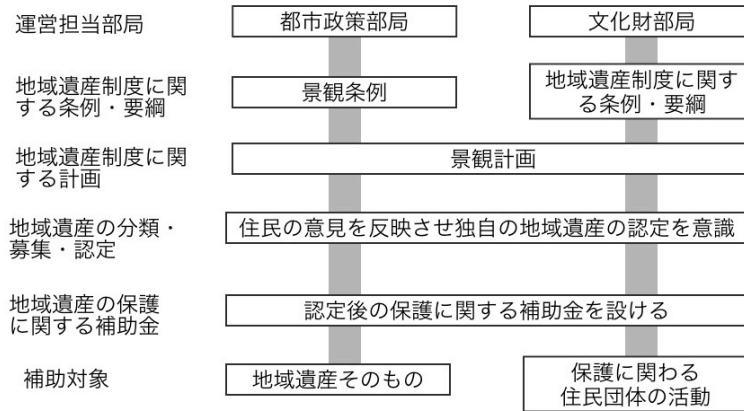 運営担当部局
都市政策部局
文化財部局
地域遺産制度に関
する条例・要綱
景観条例
地域遺産制度に関す
る条例・要綱
地域遺産制度に関
する計画
景観計画
地域遺産の分類・
募集・認定
住民の意見を反映させ独自の地域遺産の認定を意識
地域遺産の保護
に関する補助金
認定後の保護に関する補助金を設ける
補助対象
地域遺産そのもの
保護に関わる
住民団体の活動